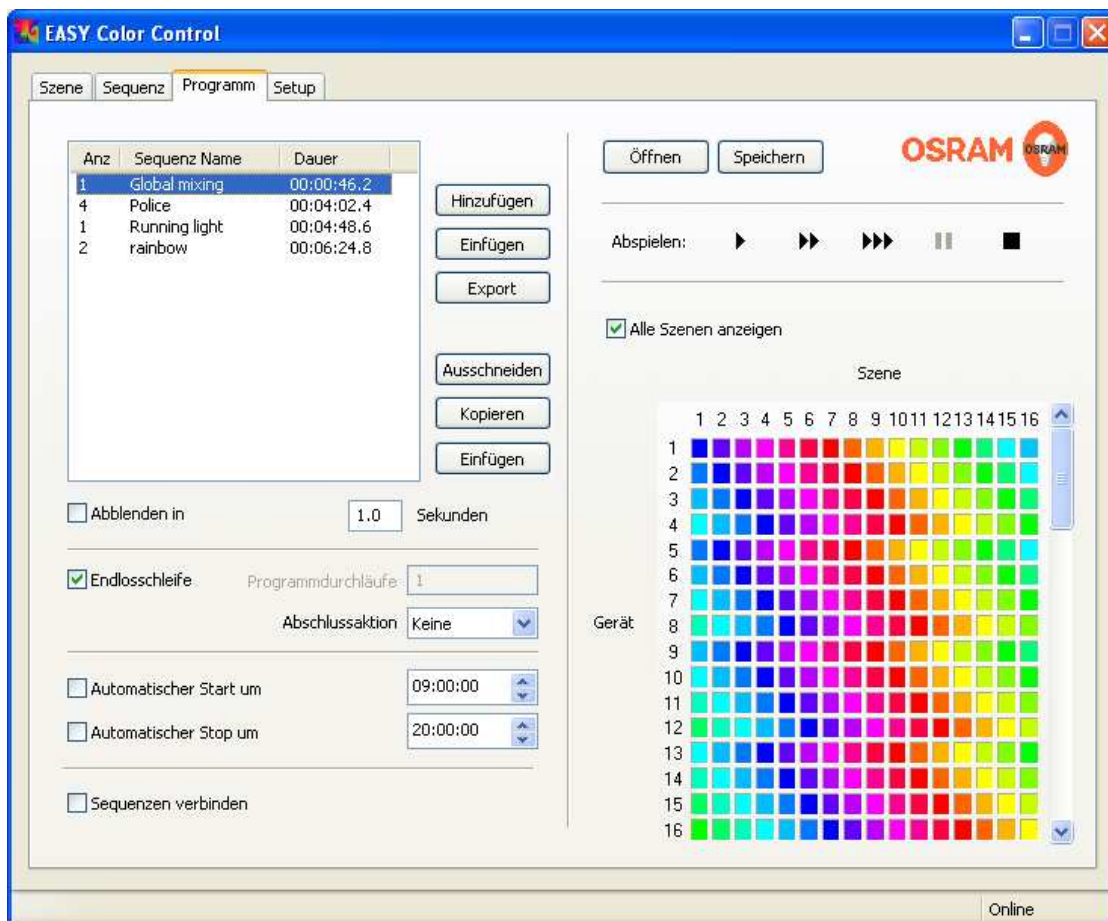 EASY Color Control
Szene Sequenz Programm Setup
Anz Sequenz Name Dauer
1 Global mixing 00:00:46.2
4 Police 00:04:02.4
1 Running light 00:04:48.6
2 rainbow 00:06:24.8
Hinzufügen
Einfügen
Export
Ausschneiden
Kopieren
Einfügen
Abblenden in 1.0 Sekunden
Endlosschleife Programmdurchläufe 1
Abschlussaktion Keine
Automatischer Start um 09:00:00
Automatischer Stop um 20:00:00
Sequenzen verbinden
Öffnen Speichern OSRAM OSRAM
Abspielen:
Alle Szenen anzeigen
Szene
1 2 3 4 5 6 7 8 9 10 11 12 13 14 15 16
1
2
3
4
5
6
7
Gerät 8
9
10
11
12
13
14
15
16
Online